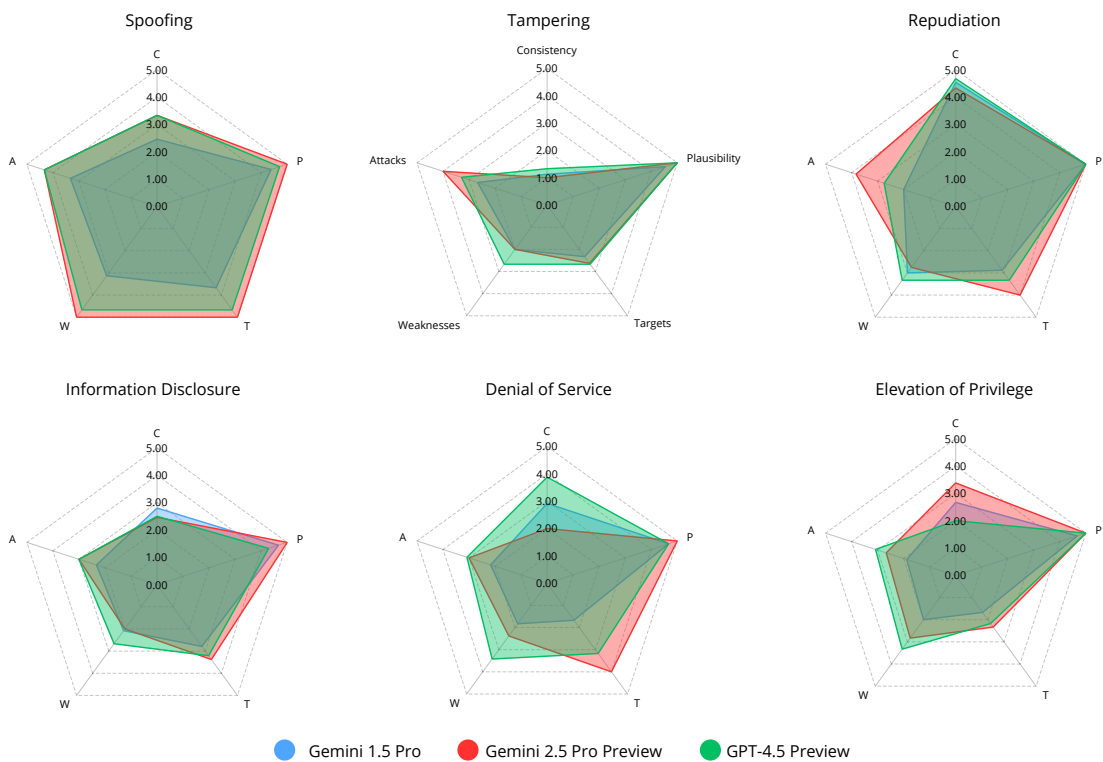 Spoofing
C
5.00
4.00
3.00
2.00
1.00
0.00
A
P
W
T
Tampering
Consistency
5.00
4.00
3.00
2.00
1.00
0.00
Attacks
Plausibility
Weaknesses
Targets
Repudiation
C
5.00
4.00
3.00
2.00
1.00
0.00
A
P
W
T
Information Disclosure
C
5.00
4.00
3.00
2.00
1.00
0.00
A
P
W
T
Denial of Service
C
5.00
4.00
3.00
2.00
1.00
0.00
A
P
W
T
Elevation of Privilege
C
5.00
4.00
3.00
2.00
1.00
0.00
A
P
W
T
Gemini 1.5 Pro
Gemini 2.5 Pro Preview
GPT-4.5 Preview